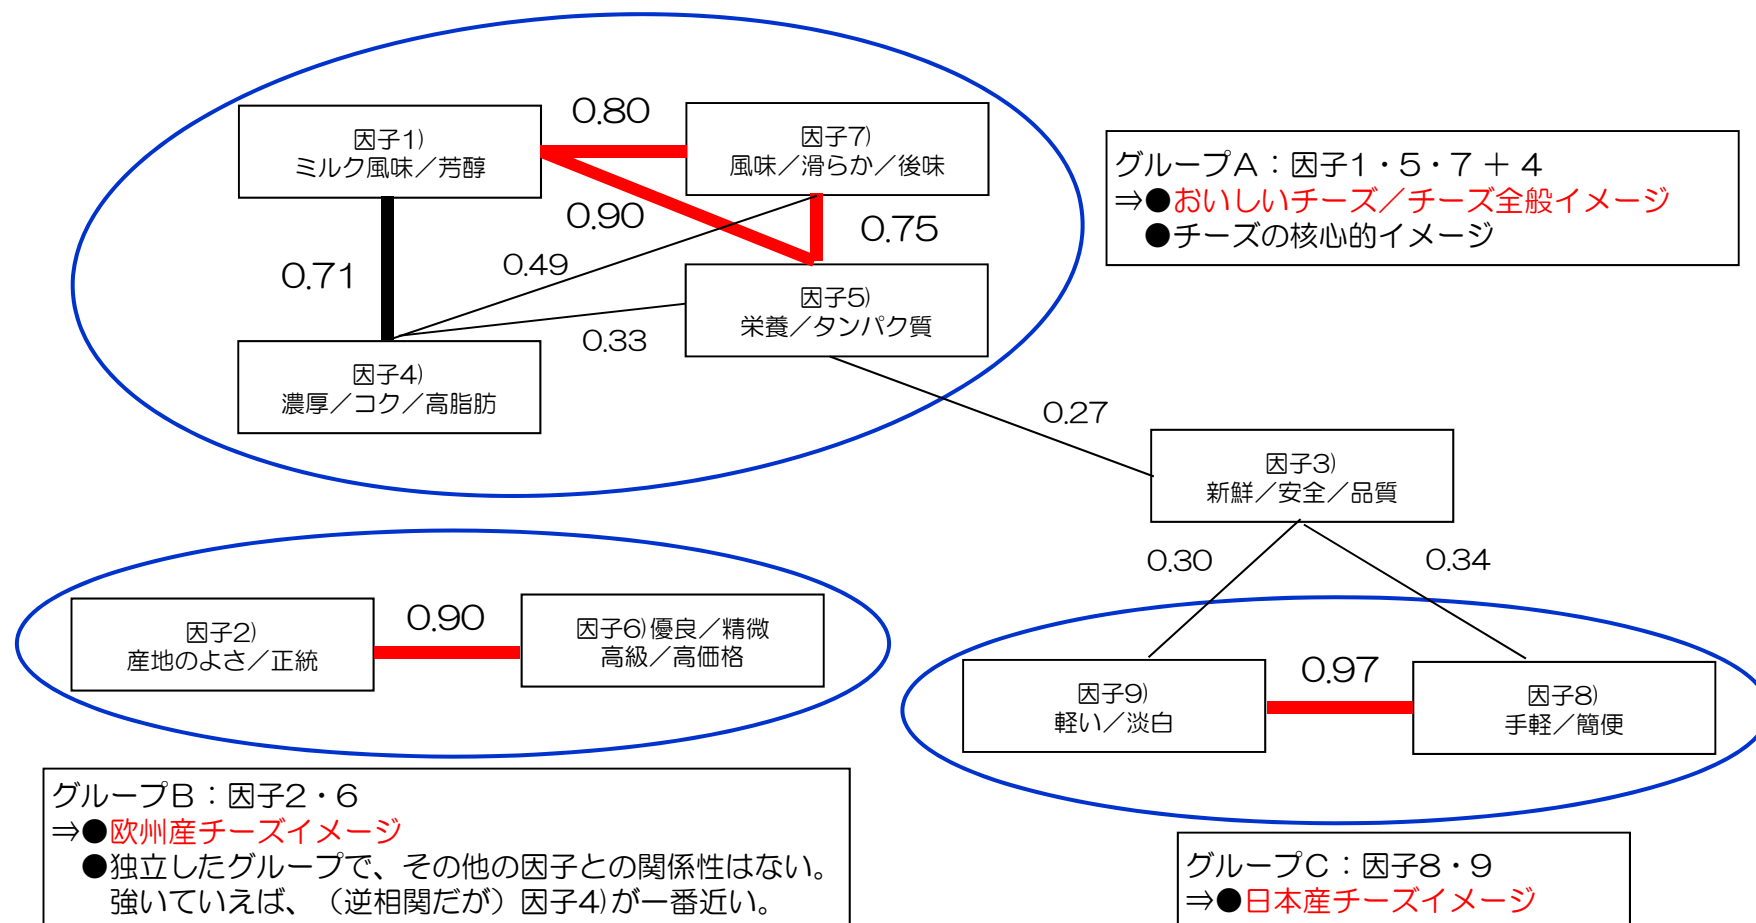 因子1)
ミルク風味／芳醇
0.80
因子7)
風味／滑らか／後味
0.90
0.75
0.71
0.49
0.33
因子5)
栄養／タンパク質
因子4)
濃厚／コク／高脂肪
グループA：因子1・5・7＋4
⇒●おいしいチーズ／チーズ全般イメージ
●チーズの核心的イメージ
0.27
因子3)
新鮮／安全／品質
0.30
0.34
因子2)
産地のよさ／正統
0.90
因子6)優良／精微
高級／高価格
因子9)
軽い／淡白
0.97
因子8)
手軽／簡便
グループB：因子2・6
⇒●欧州産チーズイメージ
●独立したグループで、その他の因子との関係性はない。
強いていえば、（逆相関だが）因子4)が一番近い。
グループC：因子8・9
⇒●日本産チーズイメージ